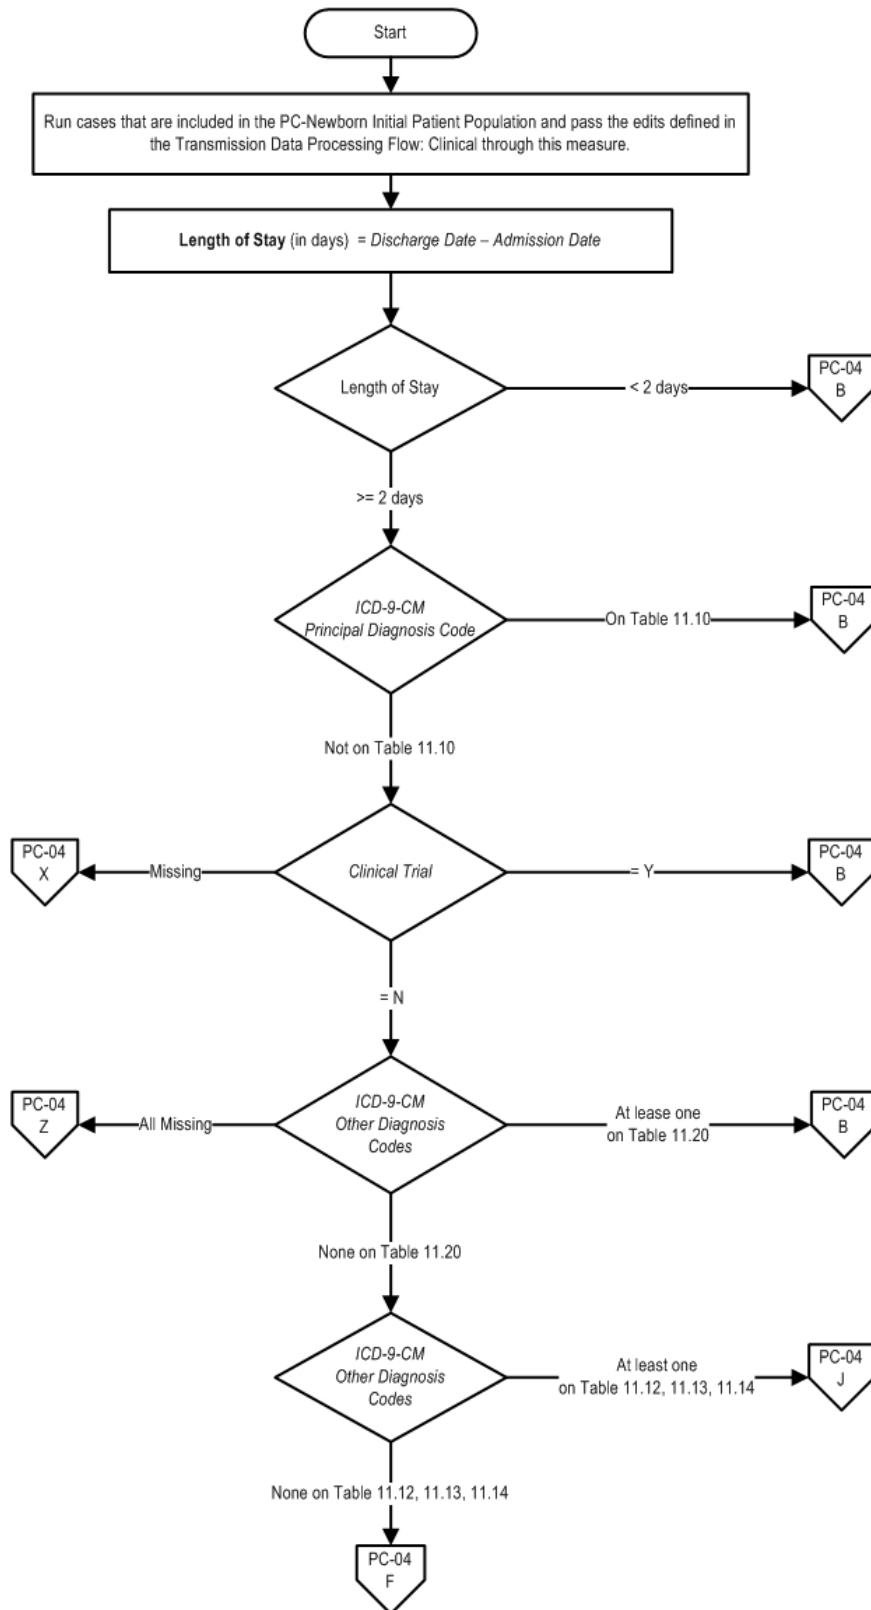 Start
Run cases that are included in the PC-Newborn Initial Patient Population and pass the edits defined in
the Transmission Data Processing Flow: Clinical through this measure.
Length of Stay (in days) = Discharge Date – Admission Date
Length of Stay
< 2 days
PC-04
B
>= 2 days
ICD-9-CM
Principal Diagnosis Code
On Table 11.10
PC-04
B
Not on Table 11.10
PC-04
X
Missing
Clinical Trial
= Y
PC-04
B
= N
PC-04
Z
All Missing
ICD-9-CM
Other Diagnosis
Codes
At lease one
on Table 11.20
PC-04
B
None on Table 11.20
ICD-9-CM
Other Diagnosis
Codes
At least one
on Table 11.12, 11.13, 11.14
PC-04
J
None on Table 11.12, 11.13, 11.14
PC-04
F